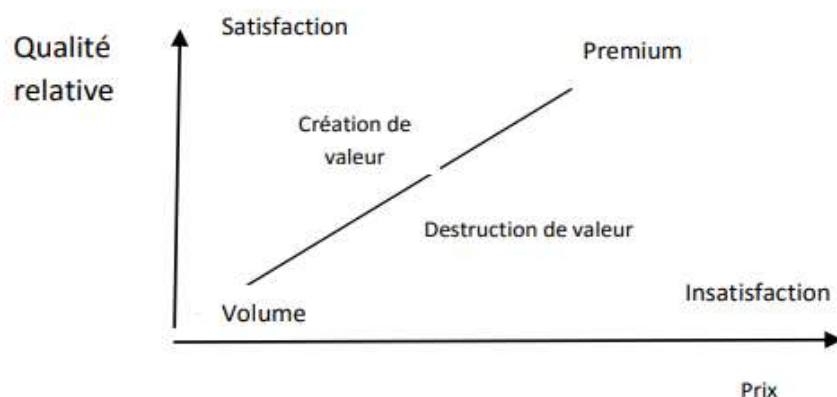 Qualité
relative
Satisfaction
Premium
Création de
valeur
Destruction de valeur
Insatisfaction
Volume
Prix